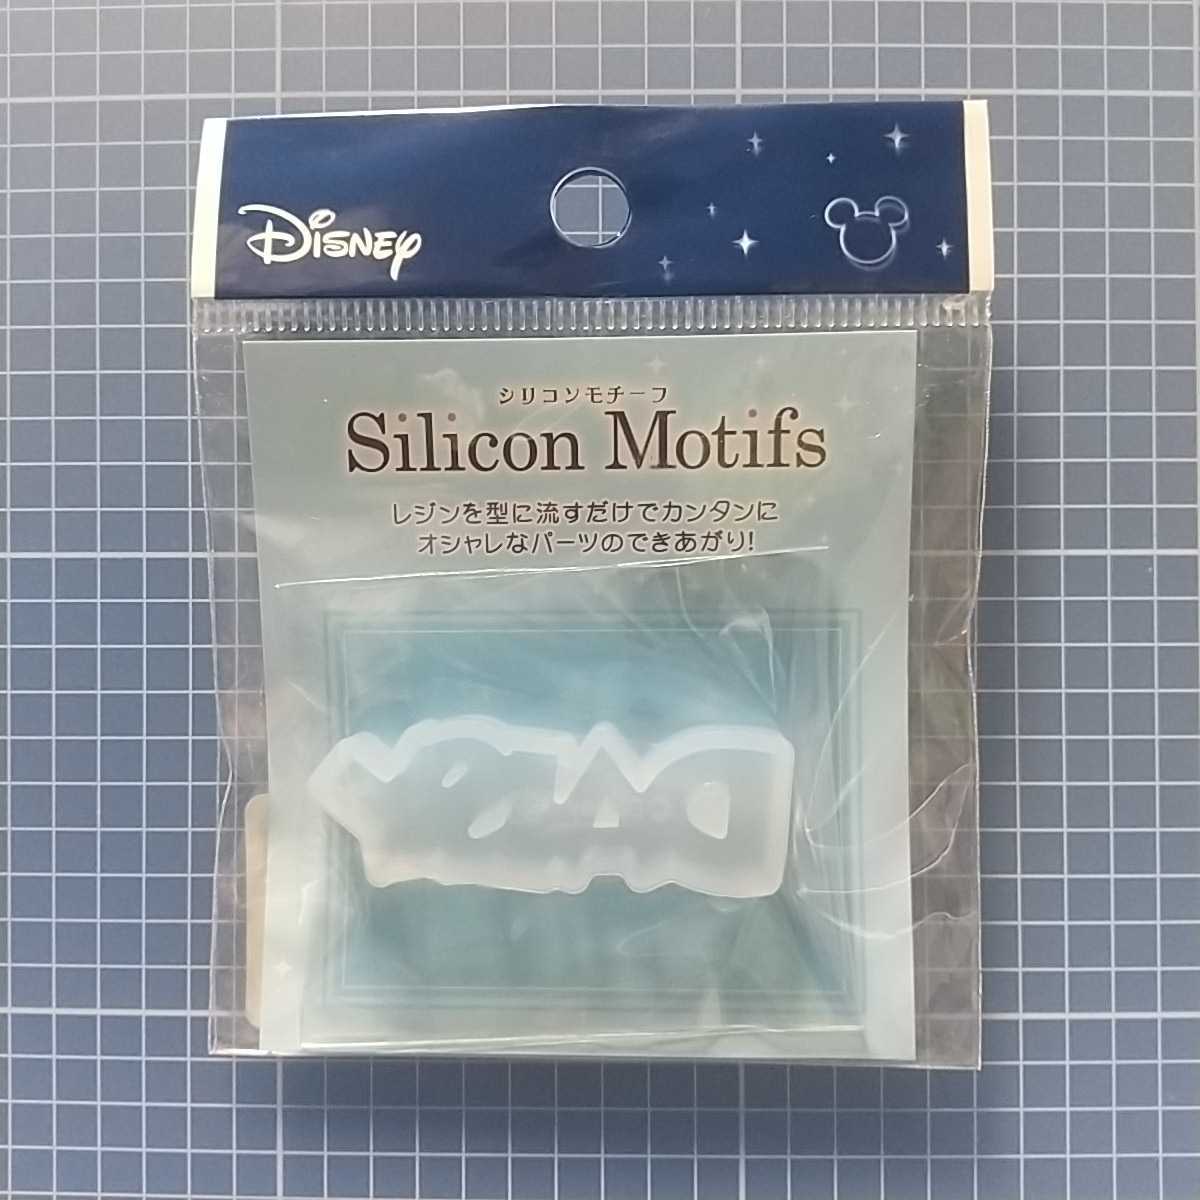 Disney
シリコンモチーフ
Silicon Motifs
レジンを型に流すだけでカンタンに
オシャレなパーツのできあがり!